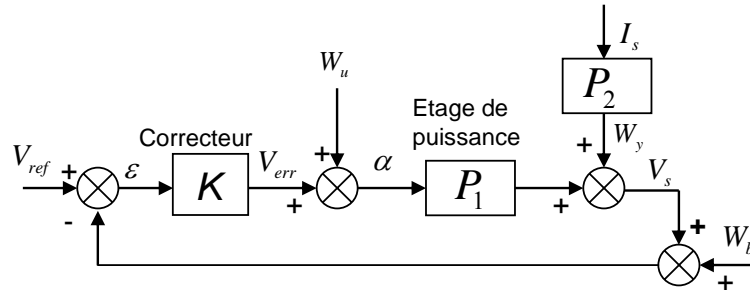 I_s
W_u
P_2
Etage de
puissance
+ W_y
Correcteur
V_ref + ε K V_err + α P_1 + V_s
+
-
+
W_b
+